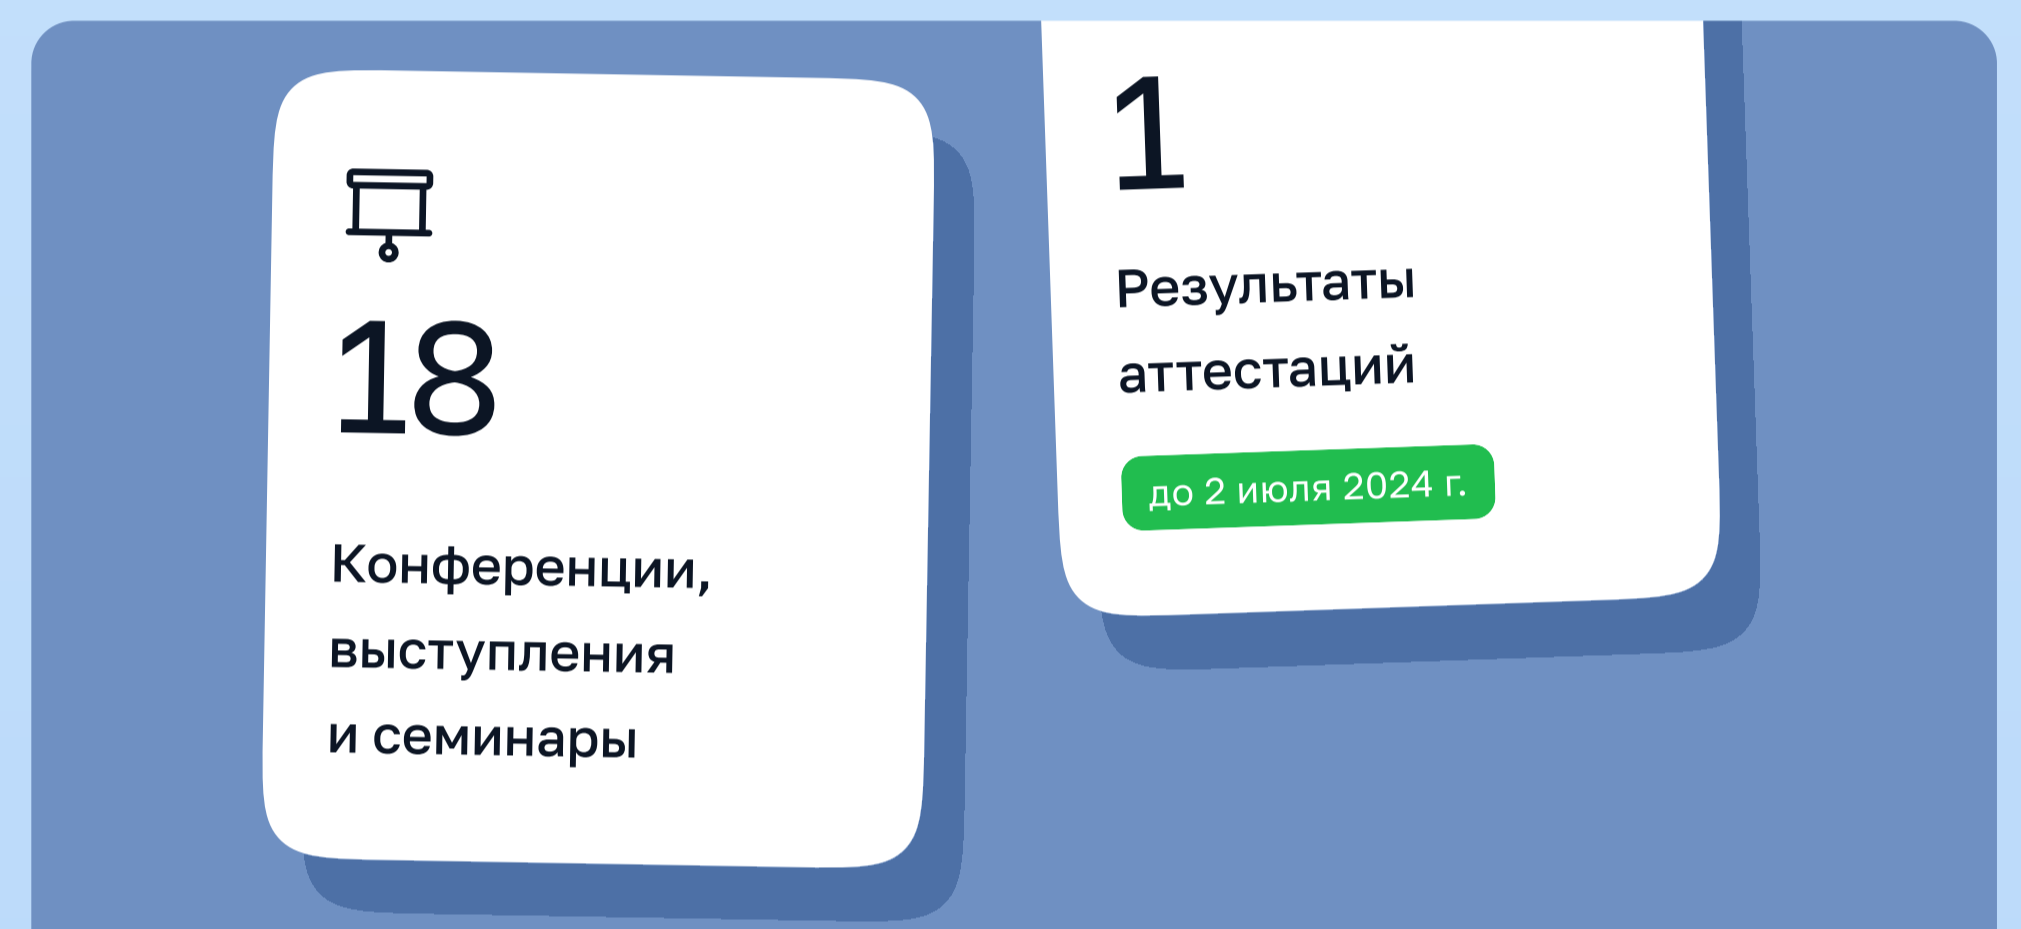 18
Конференции,
выступления
и семинары
1
Результаты
аттестаций
до 2 июля 2024 г.